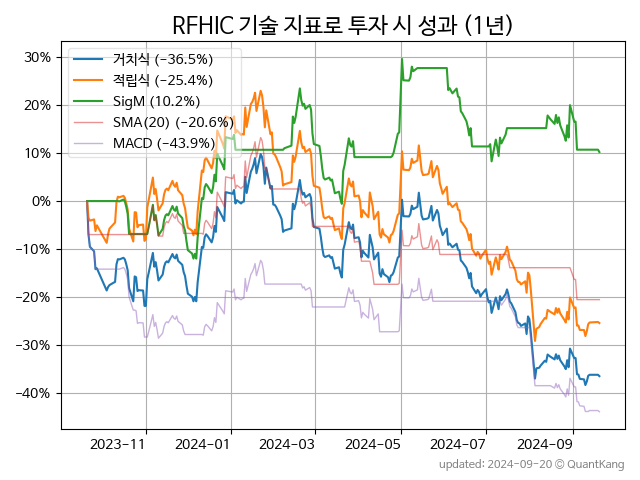 RFHIC 기술 지표로 투자 시 성과 (1년)
거치식 (−36.5%)
적립식 (−25.4%)
SigM (10.2%)
SMA(20) (−20.6%)
MACD (−43.9%)
30%
20%
10%
0%
−10%
−20%
−30%
−40%
2023−11 2024−01 2024−03 2024−05 2024−07 2024−09
updated: 2024-09-20 © QuantKang